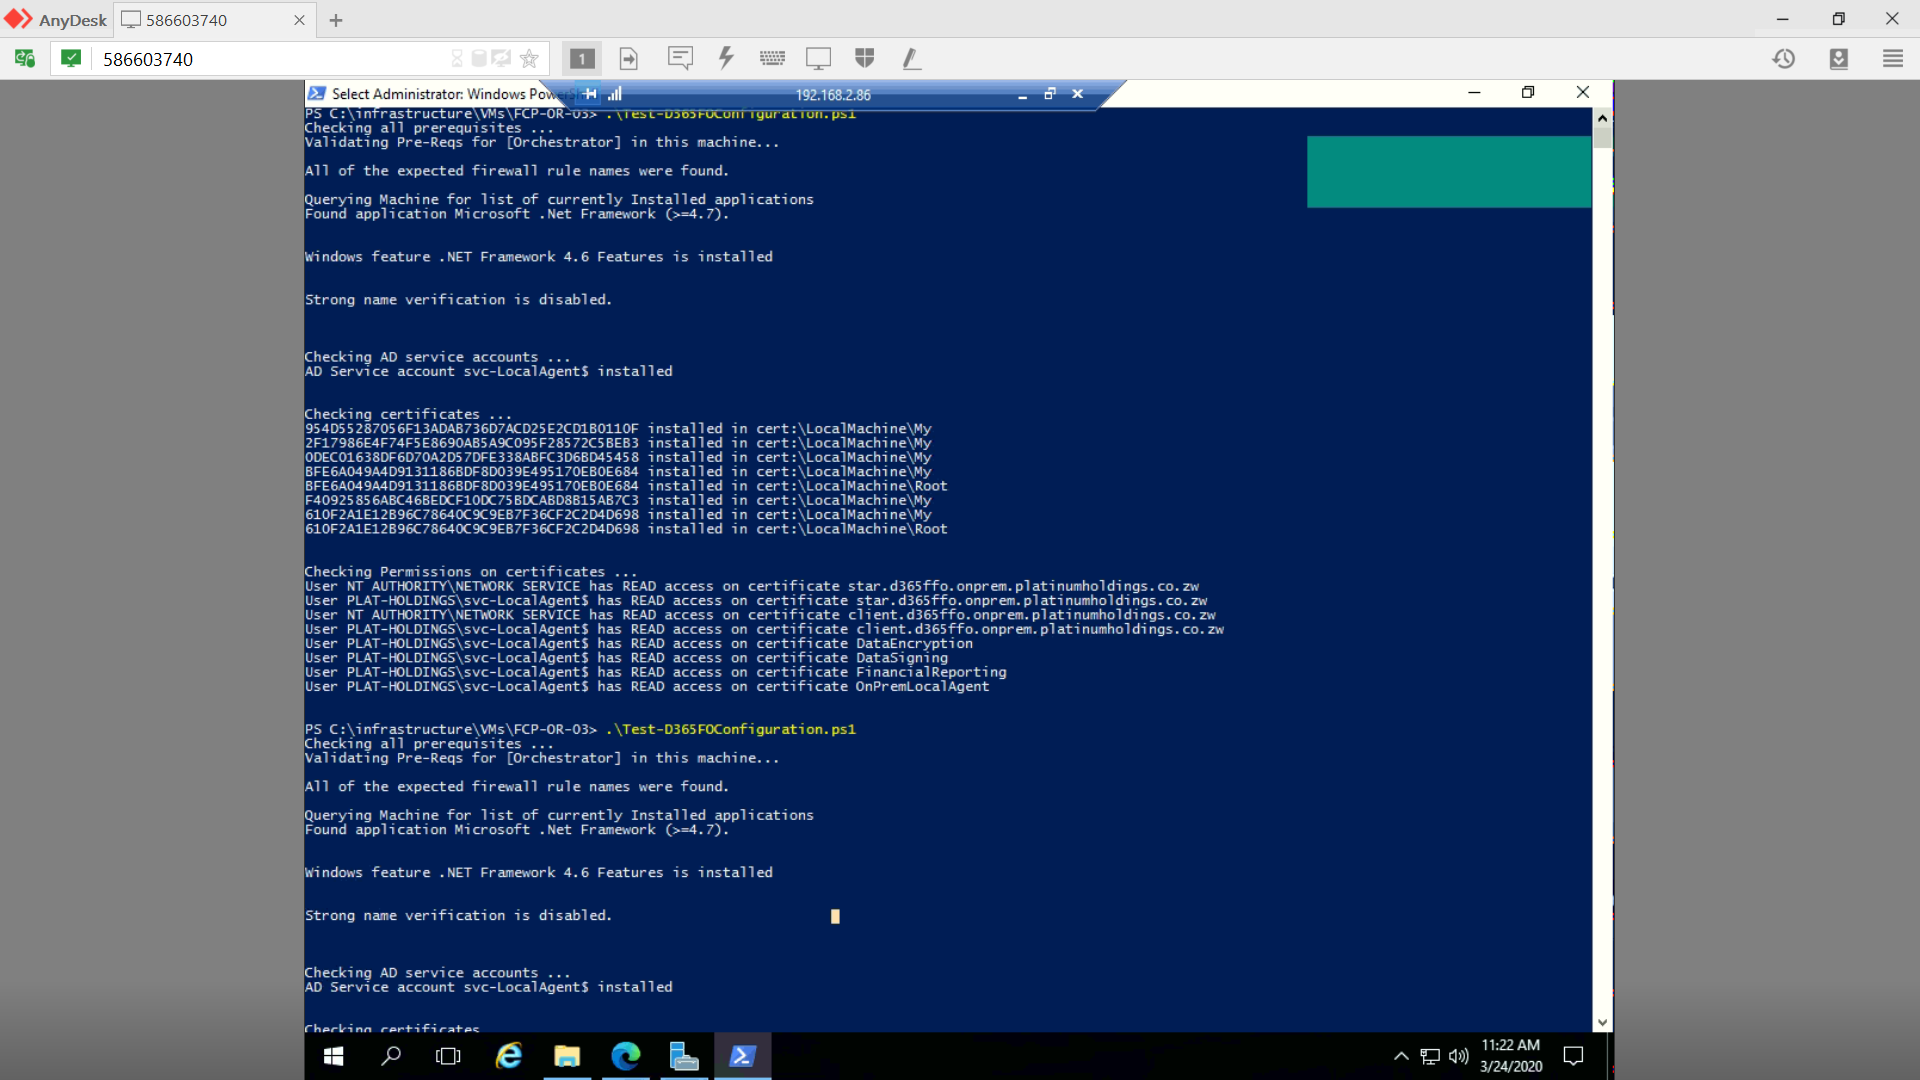 AnyDesk
586603740
586603740
1
Select Administrator: Windows PowerSh
192.168.2.86
PS C:\infrastructure\VMs\FCP-OR-03> .\Test-D365FOConfiguration.ps1
Checking all prerequisites ...
Validating Pre-Reqs for [Orchestrator] in this machine...
All of the expected firewall rule names were found.
Querying Machine for list of currently Installed applications
Found application Microsoft .Net Framework (>=4.7).
Windows feature .NET Framework 4.6 Features is installed
Strong name verification is disabled.
Checking AD service accounts ...
AD Service account svc-LocalAgent$ installed
Checking certificates ...
954D55287056F13ADAB736D7ACD25E2CD1B0110F installed in cert:\LocalMachine\My
2F17986E4F74F5E8690AB5A9C095F28572C5BEB3 installed in cert:\LocalMachine\My
0DEC01638DF6D70A2D57DFE338ABFC3D6BD45458 installed in cert:\LocalMachine\My
BFE6A049A4D9131186BDF8D039E495170EB0E684 installed in cert:\LocalMachine\My
BFE6A049A4D9131186BDF8D039E495170EB0E684 installed in cert:\LocalMachine\Root
F40925856ABC46BEDCF10DC75BDCABD8B15AB7C3 installed in cert:\LocalMachine\My
610F2A1E12B96C78640C9C9EB7F36CF2C2D4D698 installed in cert:\LocalMachine\My
610F2A1E12B96C78640C9C9EB7F36CF2C2D4D698 installed in cert:\LocalMachine\Root
Checking Permissions on certificates ...
User NT AUTHORITY\NETWORK SERVICE has READ access on certificate star.d365ffo.onprem.platinumholdings.co.zw
User PLAT-HOLDINGS\svc-LocalAgent$ has READ access on certificate star.d365ffo.onprem.platinumholdings.co.zw
User NT AUTHORITY\NETWORK SERVICE has READ access on certificate client.d365ffo.onprem.platinumholdings.co.zw
User PLAT-HOLDINGS\svc-LocalAgent$ has READ access on certificate client.d365ffo.onprem.platinumholdings.co.zw
User PLAT-HOLDINGS\svc-LocalAgent$ has READ access on certificate DataEncryption
User PLAT-HOLDINGS\svc-LocalAgent$ has READ access on certificate DataSigning
User PLAT-HOLDINGS\svc-LocalAgent$ has READ access on certificate FinancialReporting
User PLAT-HOLDINGS\svc-LocalAgent$ has READ access on certificate OnPremLocalAgent
PS C:\infrastructure\VMs\FCP-OR-03> .\Test-D365FOConfiguration.ps1
Checking all prerequisites ...
Validating Pre-Reqs for [Orchestrator] in this machine...
All of the expected firewall rule names were found.
Querying Machine for list of currently Installed applications
Found application Microsoft .Net Framework (>=4.7).
Windows feature .NET Framework 4.6 Features is installed
Strong name verification is disabled.
Checking AD service accounts ...
AD Service account svc-LocalAgent$ installed
Checking certificates
11:22 AM
3/24/2020